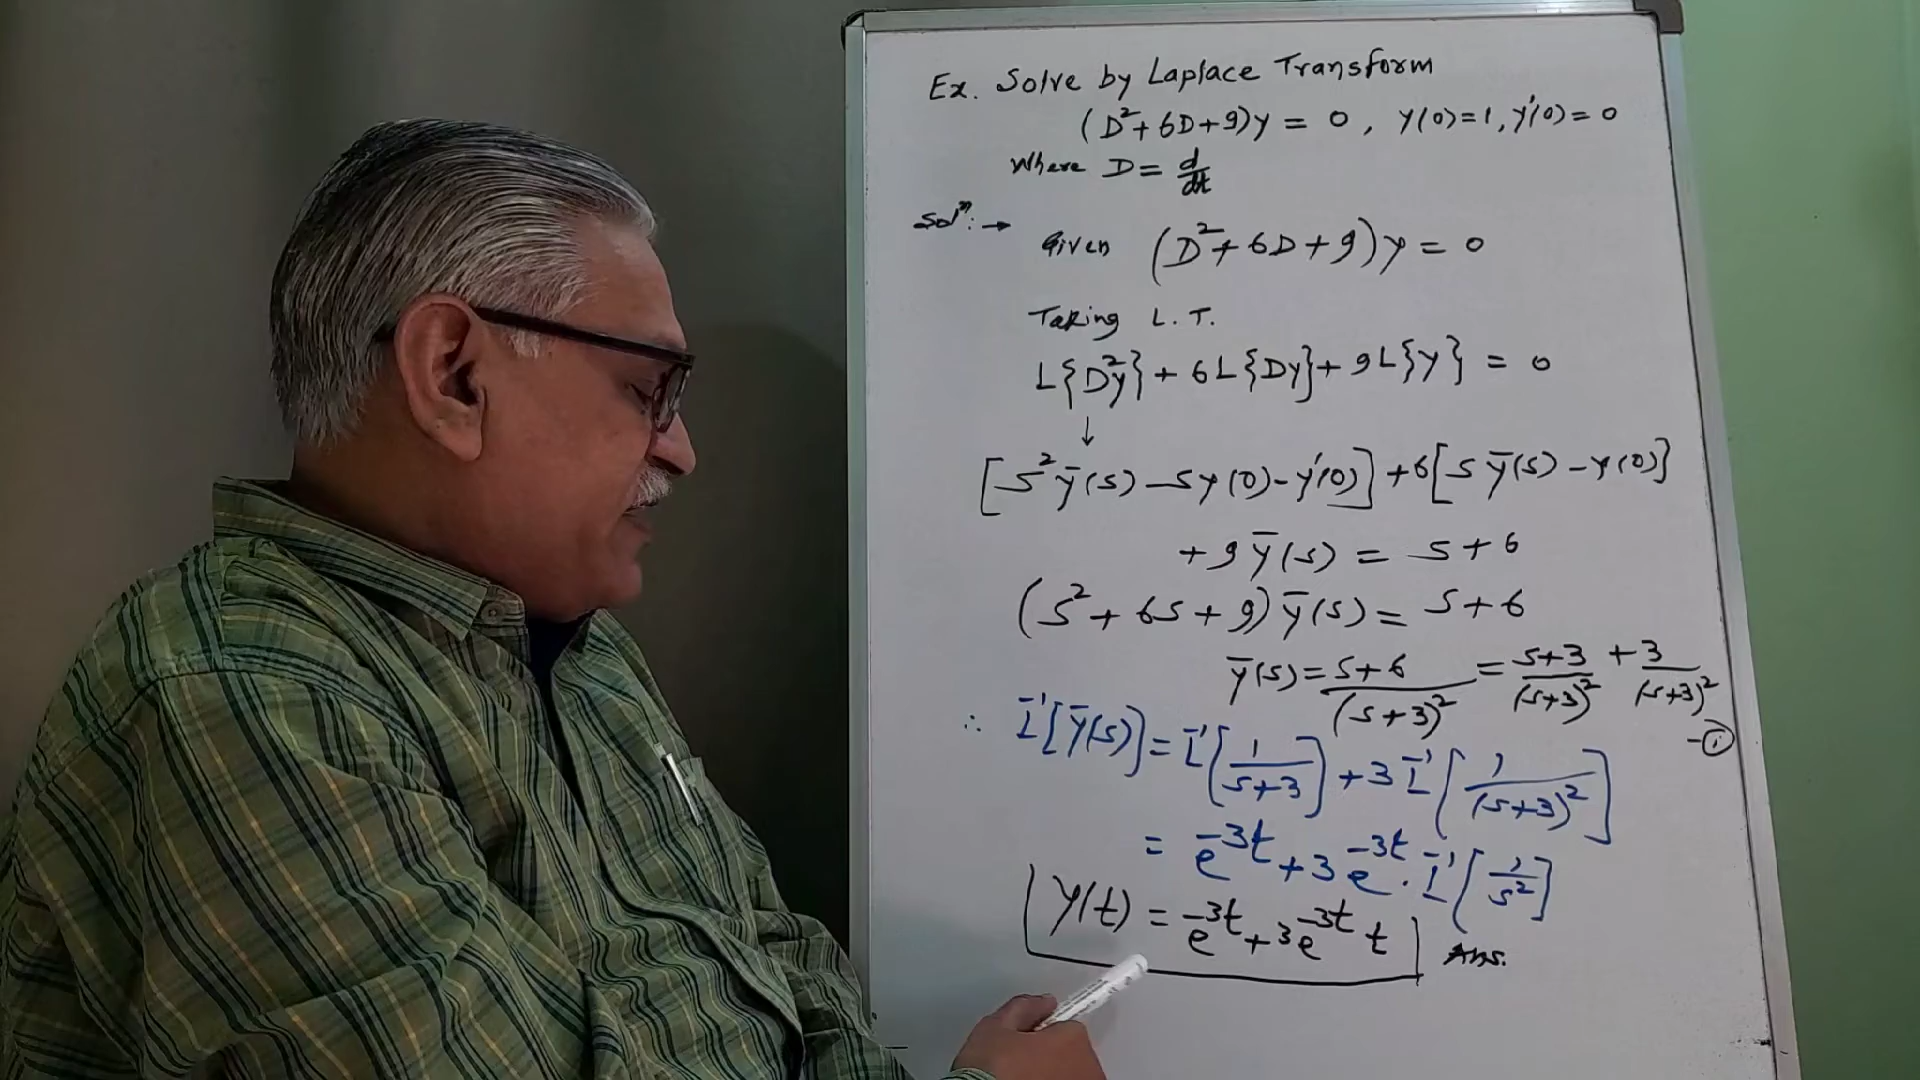 Ex. Solve by Laplace Transform
(D²+6D+9)y = 0, y(0)=1, y'(0)=0
Where D = d/dt
Solⁿ: → Given (D²+6D+9)y = 0
Taking L.T.
L{D²y} + 6L{Dy} + 9L{y} = 0
↓
[s²ȳ(s) - sy(0) - y'(0)] + 6[sȳ(s) - y(0)]
+ 9ȳ(s) = s+6
(s²+6s+9)ȳ(s) = s+6
ȳ(s) = s+6/(s+3)² = s+3/(s+3)² + 3/(s+3)²
-①
∴ L⁻¹[ȳ(s)] = L⁻¹[1/s+3] + 3L⁻¹[1/(s+3)²]
= e⁻³ᵗ + 3e⁻³ᵗ. L⁻¹[1/s²]
y(t) = e⁻³ᵗ + 3e⁻³ᵗ t Ans.